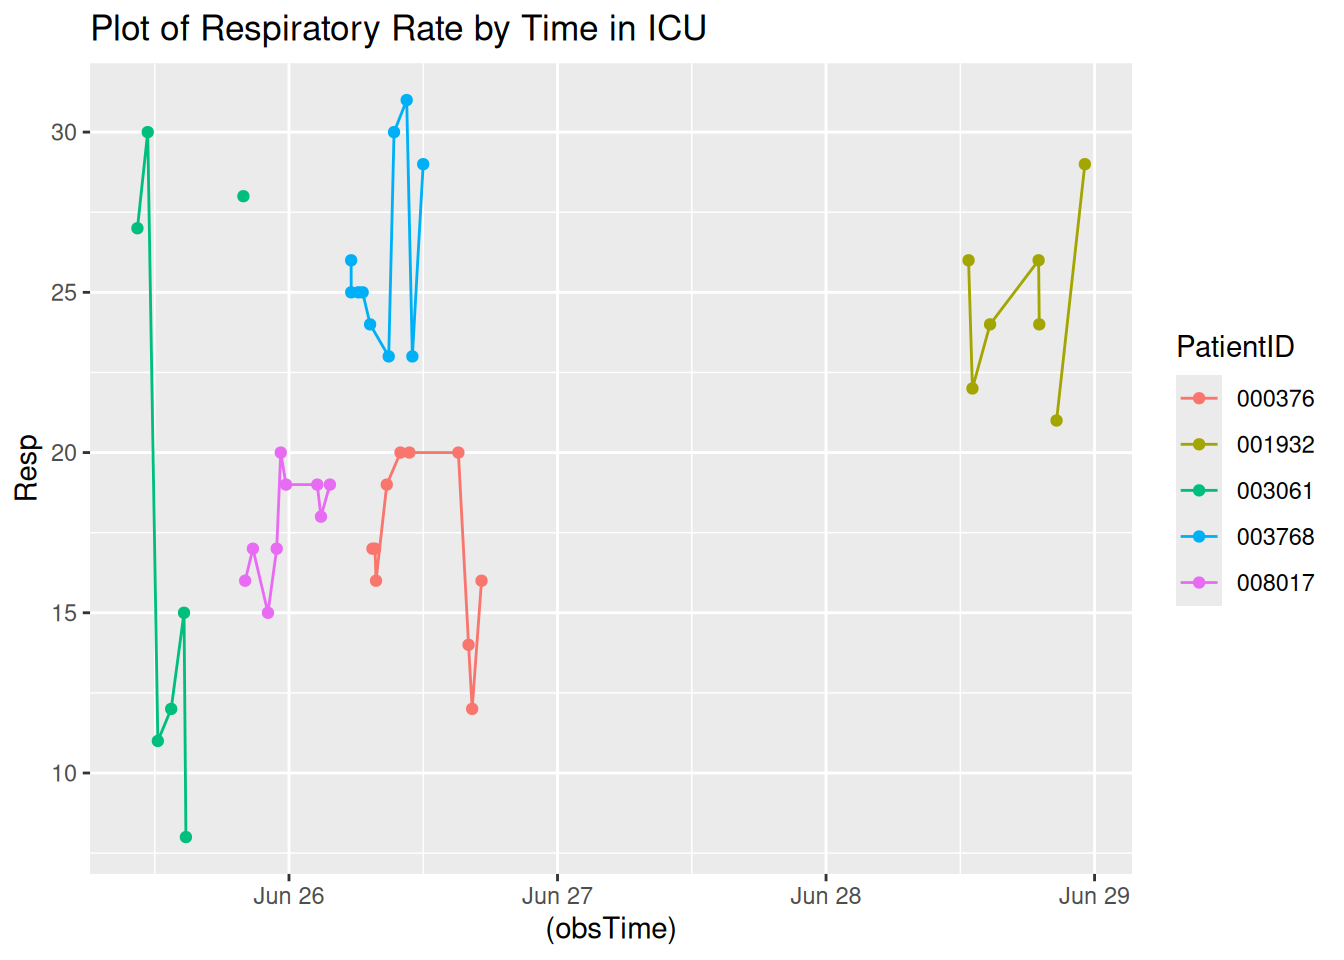 Plot of Respiratory Rate by Time in ICU
Resp
30
25
20
15
10
Jun 26
Jun 27
Jun 28
Jun 29
(obsTime)
PatientID
000376
001932
003061
003768
008017